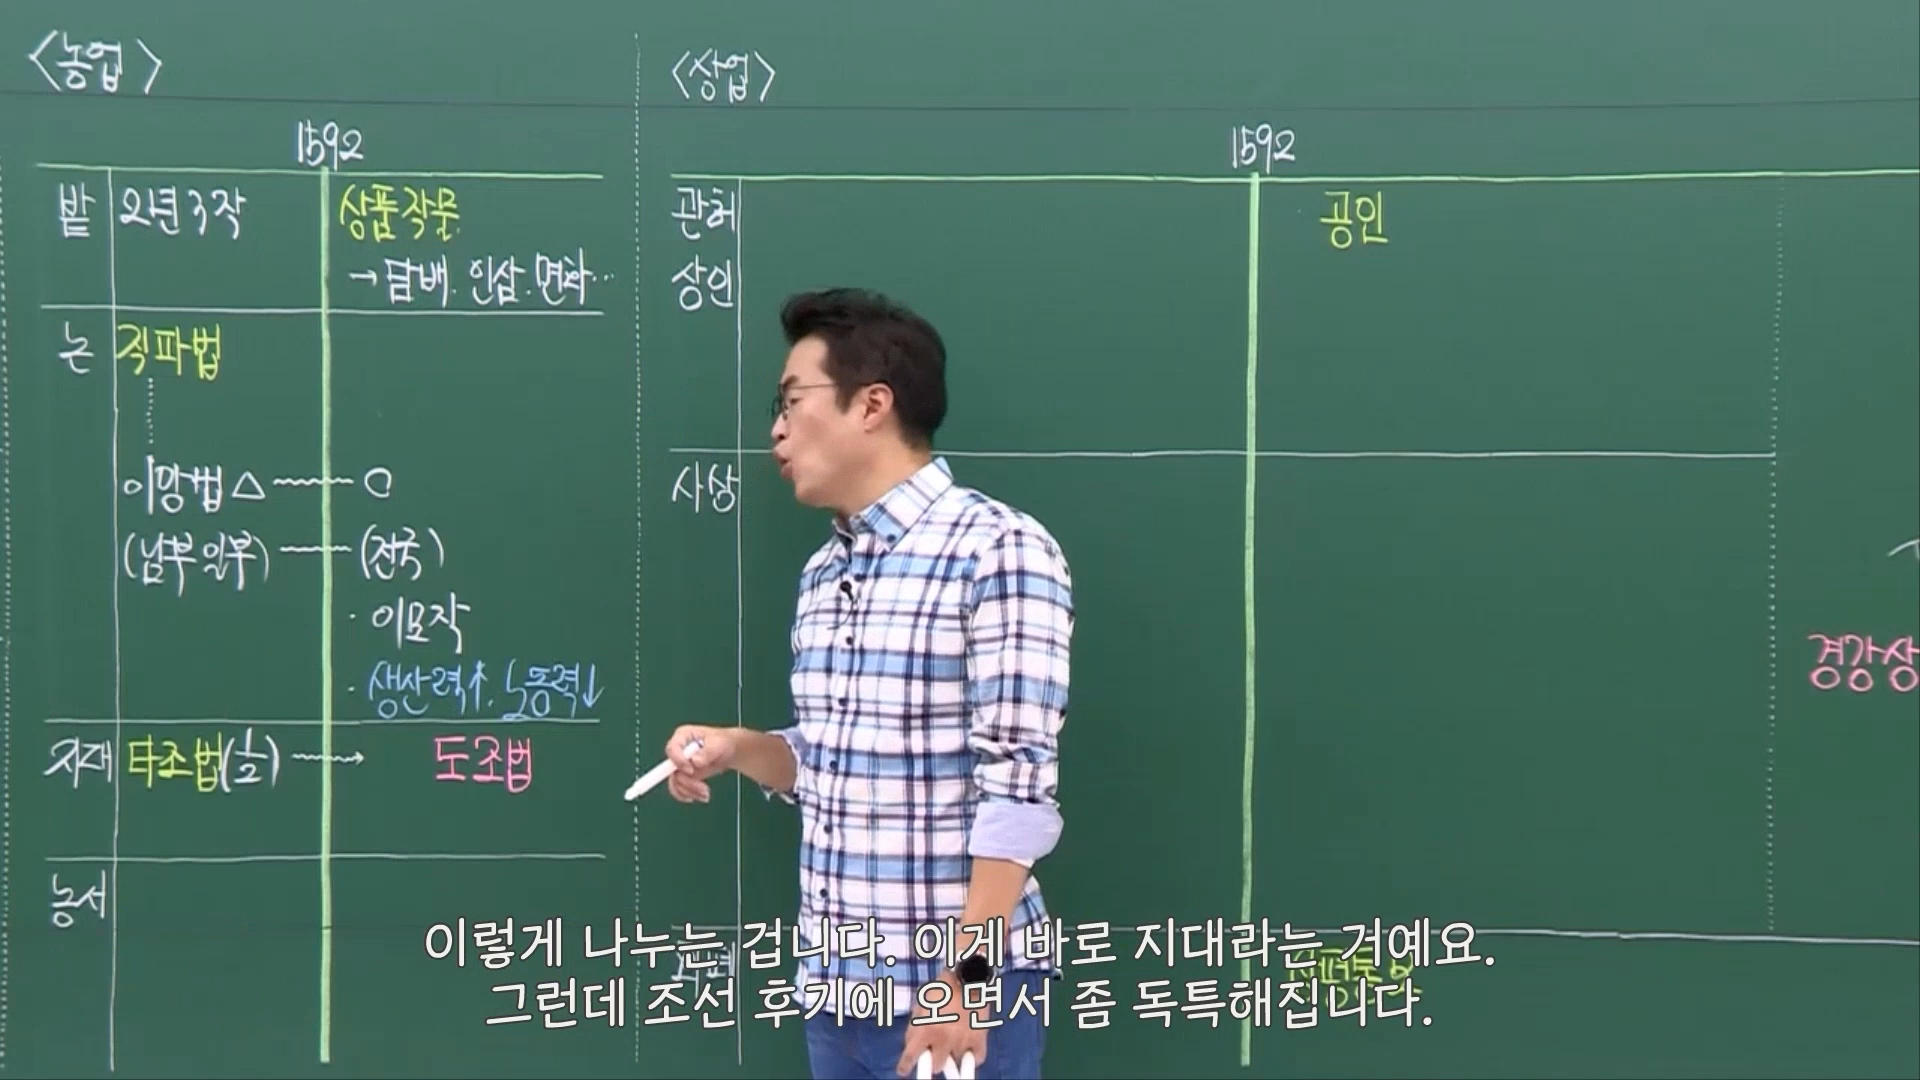 <농업>
1592
밭 2년3작 상품작물
→담배. 인삼. 면화…
논 직파법
이앙법 △ ○
(남부 일부) (전국)
· 이모작
· 생산력↑. 노동력↓
지대 타조법(1/2) → 도조법
농서
<상업>
1592
관허 공인
상인
사상
경강상
이렇게 나누는 겁니다. 이게 바로 지대라는 거예요.
그런데 조선 후기에 오면서 좀 독특해집니다.